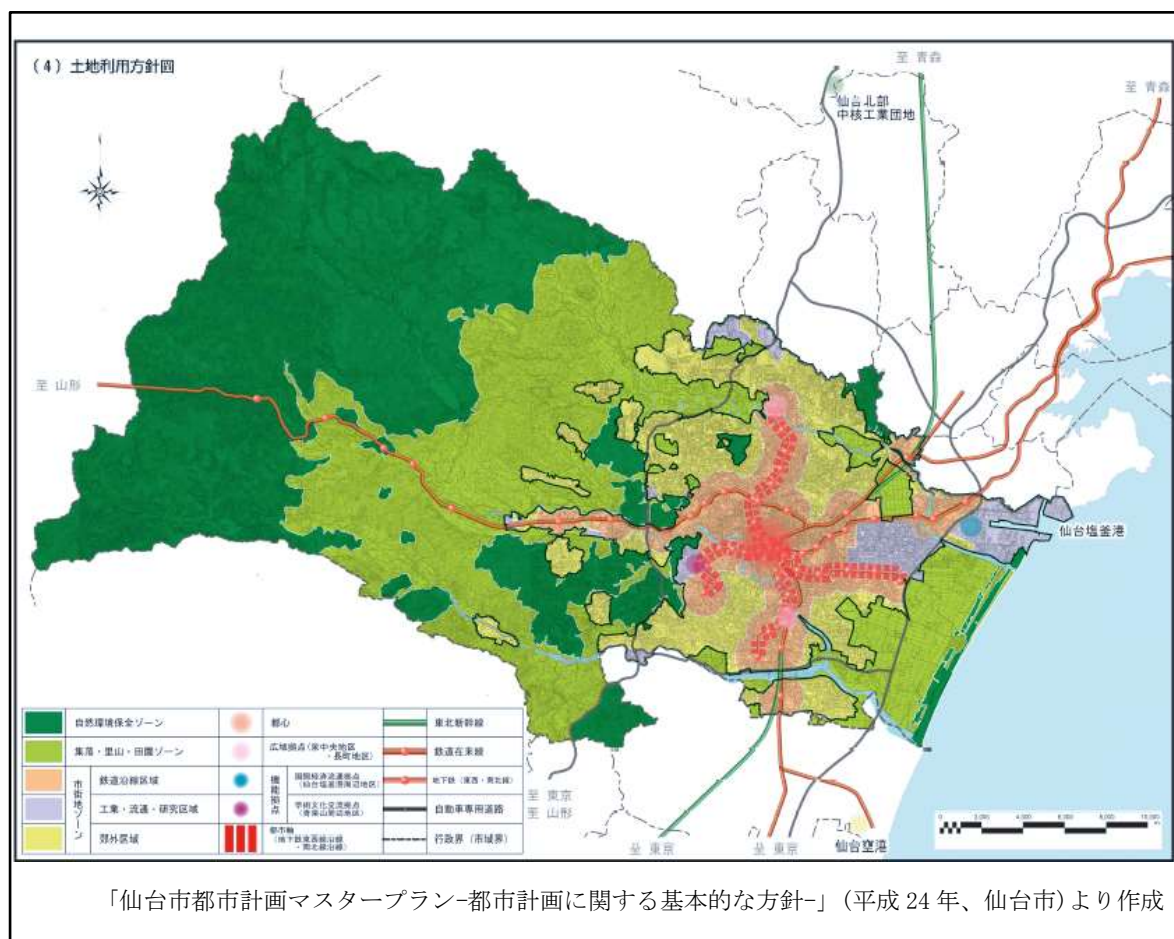 (4)土地利用方針図
至 青森
至 青森
仙台北部
中核工業団地
至 山形
仙台塩釜港
自然環境保全ゾーン
都心
東北新幹線
集落・里山・田園ゾーン
広域拠点(泉中央地区
・長町地区)
鉄道在来線
市街地ゾーン
鉄道沿線区域
機能拠点
国際経済流通拠点
(仙台塩釜港周辺地区)
地下鉄(東西・南北線)
工業・流通・研究区域
学術文化交流拠点
(青葉山周辺地区)
自動車専用道路
郊外区域
都市軸
(地下鉄東西線沿線
・南北線沿線)
行政界(市域界)
至 東京
至 山形
至 東京
至 東京
仙台空港
0 2,000 4,000 6,000 8,000 10,000
「仙台市都市計画マスタープラン-都市計画に関する基本的な方針-」(平成 24 年、仙台市)より作成